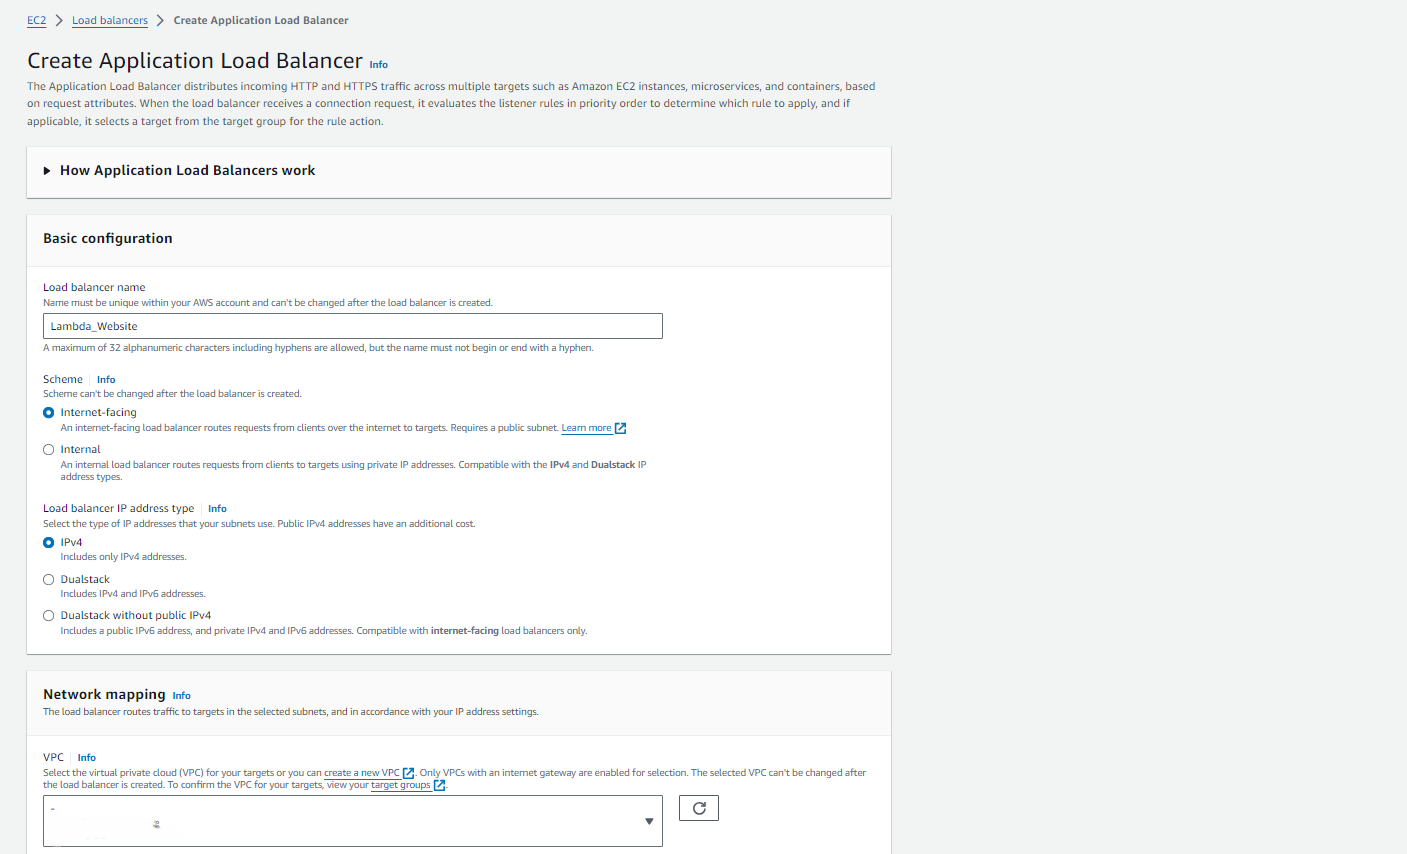 EC2 > Load balancers > Create Application Load Balancer
Create Application Load Balancer Info
The Application Load Balancer distributes incoming HTTP and HTTPS traffic across multiple targets such as Amazon EC2 instances, microservices, and containers, based
on request attributes. When the load balancer receives a connection request, it evaluates the listener rules in priority order to determine which rule to apply, and if
applicable, it selects a target from the target group for the rule action.
How Application Load Balancers work
Basic configuration
Load balancer name
Name must be unique within your AWS account and can't be changed after the load balancer is created.
Lambda_Website
A maximum of 32 alphanumeric characters including hyphens are allowed, but the name must not begin or end with a hyphen.
Scheme Info
Scheme can't be changed after the load balancer is created.
Internet-facing
An internet-facing load balancer routes requests from clients over the internet to targets. Requires a public subnet. Learn more
Internal
An internal load balancer routes requests from clients to targets using private IP addresses. Compatible with the IPv4 and Dualstack IP
address types.
Load balancer IP address type Info
Select the type of IP addresses that your subnets use. Public IPv4 addresses have an additional cost.
IPv4
Includes only IPv4 addresses.
Dualstack
Includes IPv4 and IPv6 addresses.
Dualstack without public IPv4
Includes a public IPv6 address, and private IPv4 and IPv6 addresses. Compatible with internet-facing load balancers only.
Network mapping Info
The load balancer routes traffic to targets in the selected subnets, and in accordance with your IP address settings.
VPC Info
Select the virtual private cloud (VPC) for your targets or you can create a new VPC. Only VPCs with an internet gateway are enabled for selection. The selected VPC can't be changed after
the load balancer is created. To confirm the VPC for your targets, view your target groups.
-